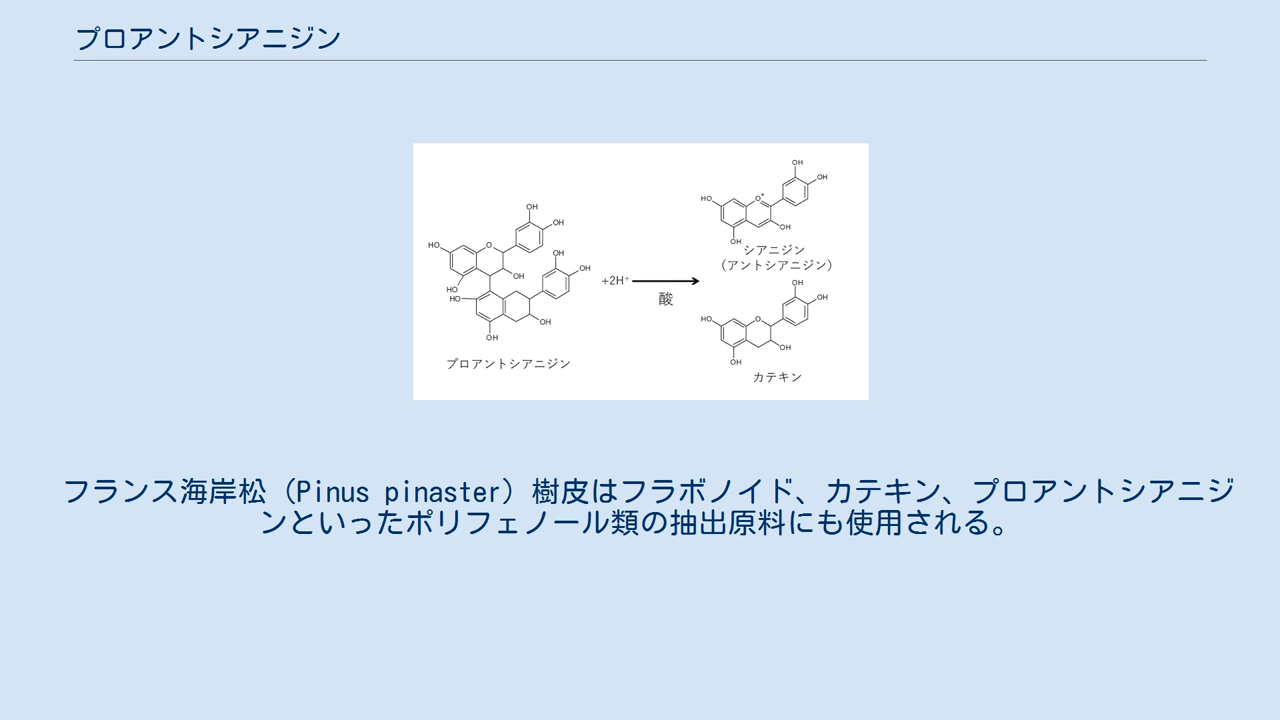 プロアントシアニジン
OH
OH
HO
O
OH
OH
OH
HO
HO
OH
OH
プロアントシアニジン
+2H⁺
酸
OH
OH
HO
O⁺
OH
OH
シアニジン
（アントシアニジン）
OH
OH
HO
O
OH
OH
カテキン
フランス海岸松（Pinus pinaster）樹皮はフラボノイド、カテキン、プロアントシアニジ
ンといったポリフェノール類の抽出原料にも使用される。